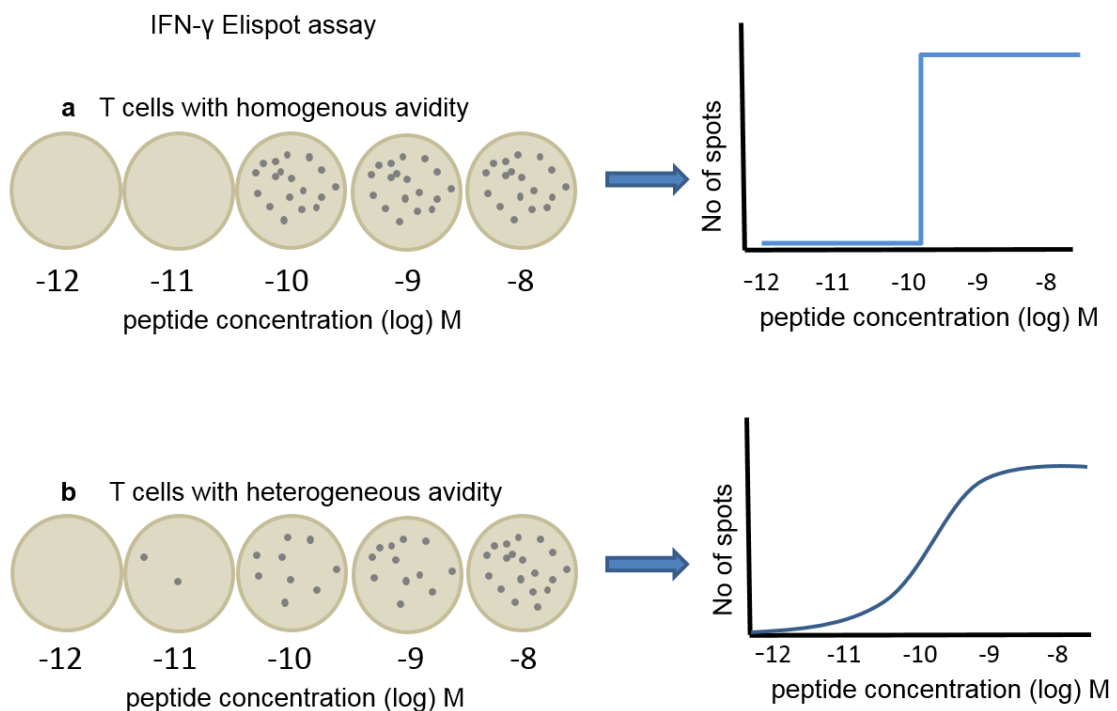 IFN-γ Elispot assay
a T cells with homogenous avidity
-12 -11 -10 -9 -8
peptide concentration (log) M
No of spots
-12 -11 -10 -9 -8
peptide concentration (log) M
b T cells with heterogeneous avidity
-12 -11 -10 -9 -8
peptide concentration (log) M
No of spots
-12 -11 -10 -9 -8
peptide concentration (log) M